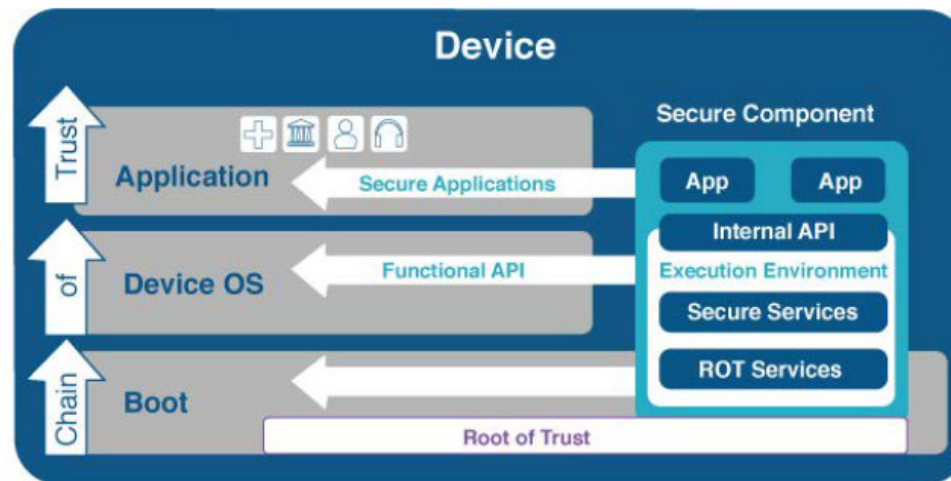 Device
Secure Component
Trust
Application
Secure Applications
App
App
Internal API
of
Device OS
Functional API
Execution Environment
Secure Services
ROT Services
Chain
Boot
Root of Trust